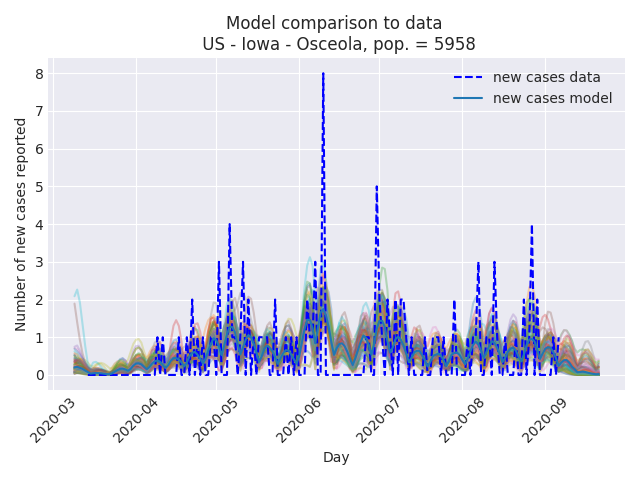 Model comparison to data
US - Iowa - Osceola, pop. = 5958
new cases data
new cases model
Number of new cases reported
8
7
6
5
4
3
2
1
0
2020-03
2020-04
2020-05
2020-06
2020-07
2020-08
2020-09
Day